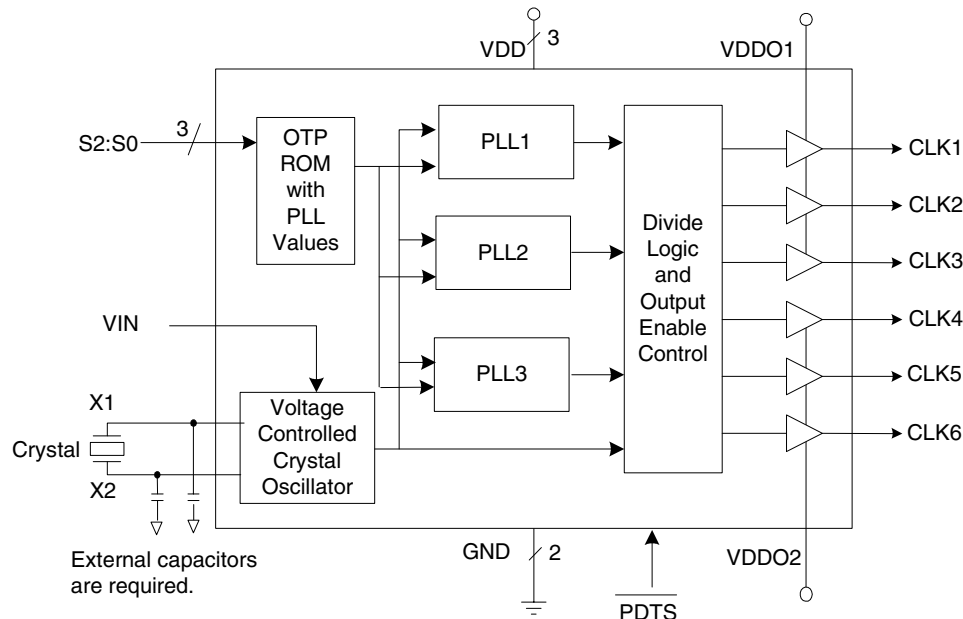 VDD
3
VDDO1
S2:S0
3
OTP
ROM
with
PLL
Values
PLL1
PLL2
PLL3
Divide
Logic
and
Output
Enable
Control
CLK1
CLK2
CLK3
CLK4
CLK5
CLK6
VIN
X1
Crystal
X2
Voltage
Controlled
Crystal
Oscillator
External capacitors
are required.
GND
2
PDTS
VDDO2